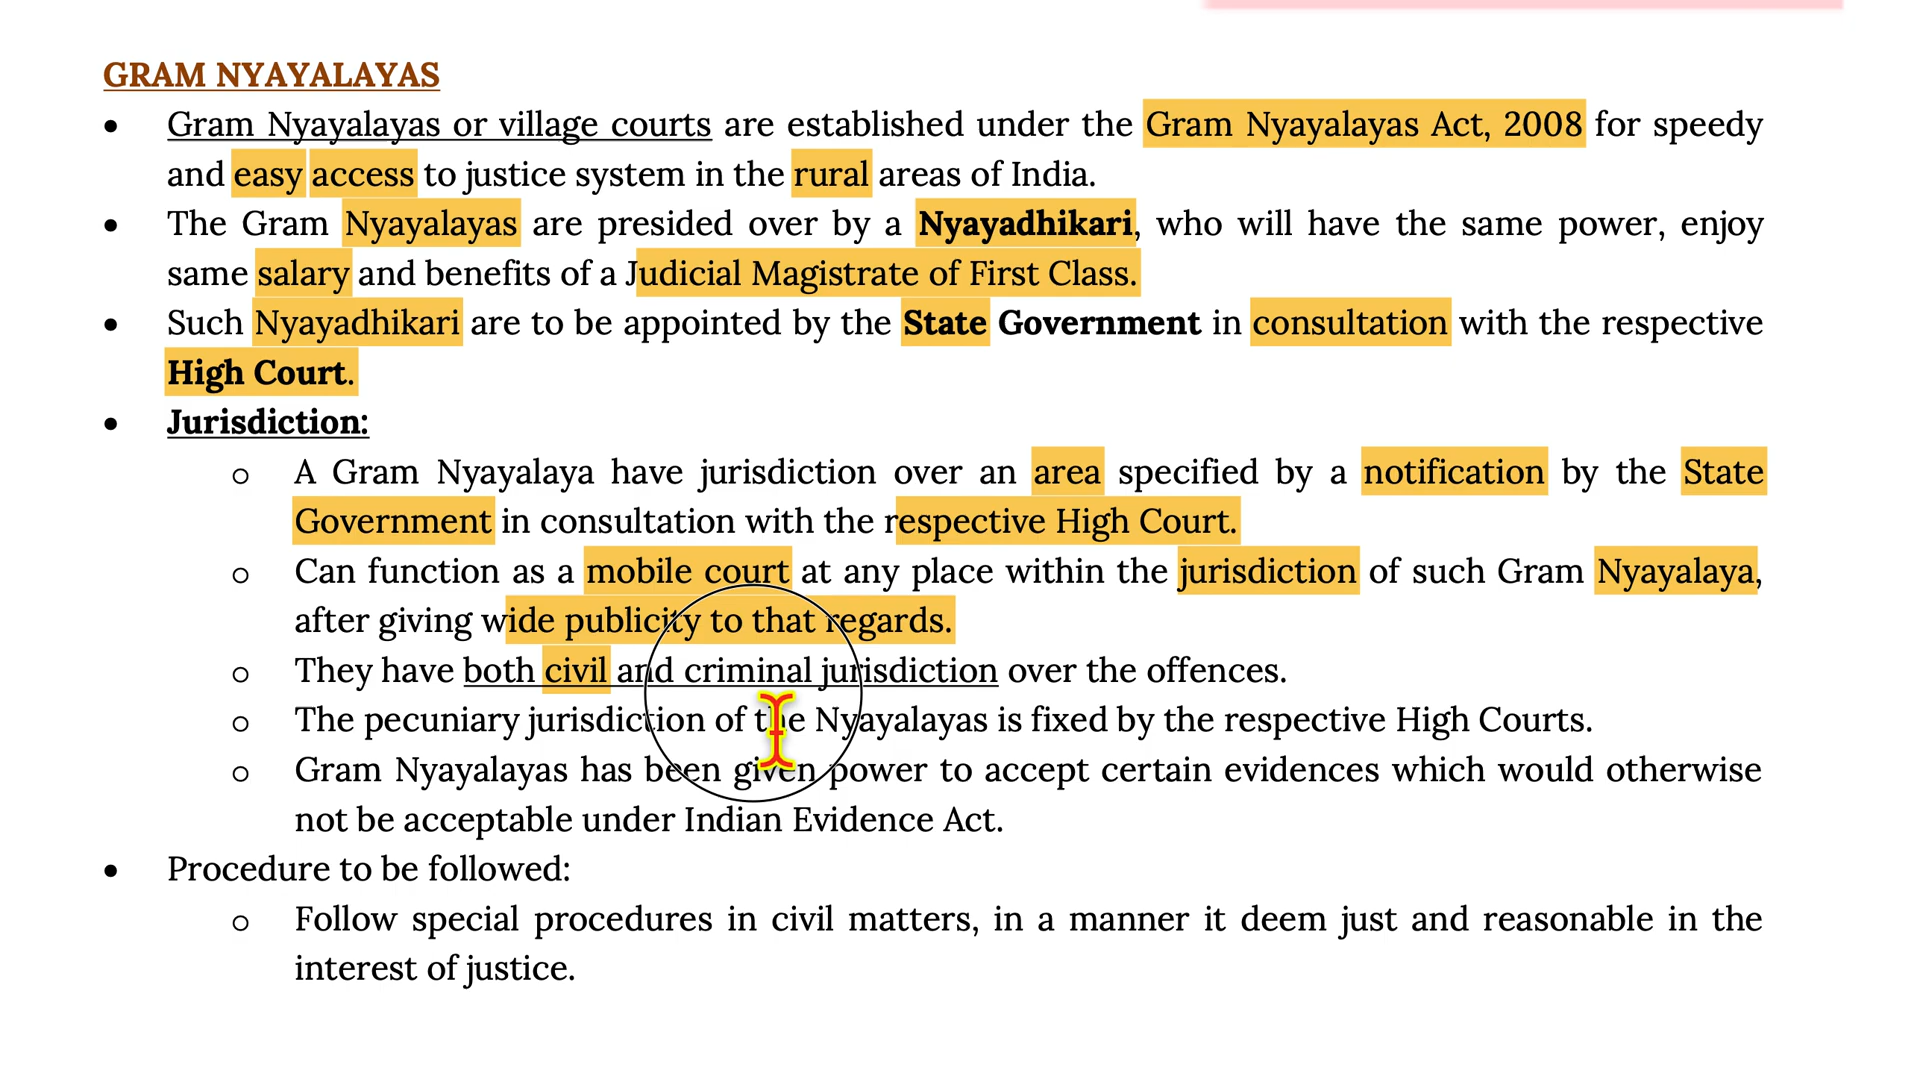 GRAM NYAYALAYAS
• Gram Nyayalayas or village courts are established under the Gram Nyayalayas Act, 2008 for speedy
and easy access to justice system in the rural areas of India.
• The Gram Nyayalayas are presided over by a Nyayadhikari, who will have the same power, enjoy
same salary and benefits of a Judicial Magistrate of First Class.
• Such Nyayadhikari are to be appointed by the State Government in consultation with the respective
High Court.
• Jurisdiction:
o A Gram Nyayalaya have jurisdiction over an area specified by a notification by the State
Government in consultation with the respective High Court.
o Can function as a mobile court at any place within the jurisdiction of such Gram Nyayalaya,
after giving wide publicity to that regards.
o They have both civil and criminal jurisdiction over the offences.
o The pecuniary jurisdiction of the Nyayalayas is fixed by the respective High Courts.
o Gram Nyayalayas has been given power to accept certain evidences which would otherwise
not be acceptable under Indian Evidence Act.
• Procedure to be followed:
o Follow special procedures in civil matters, in a manner it deem just and reasonable in the
interest of justice.